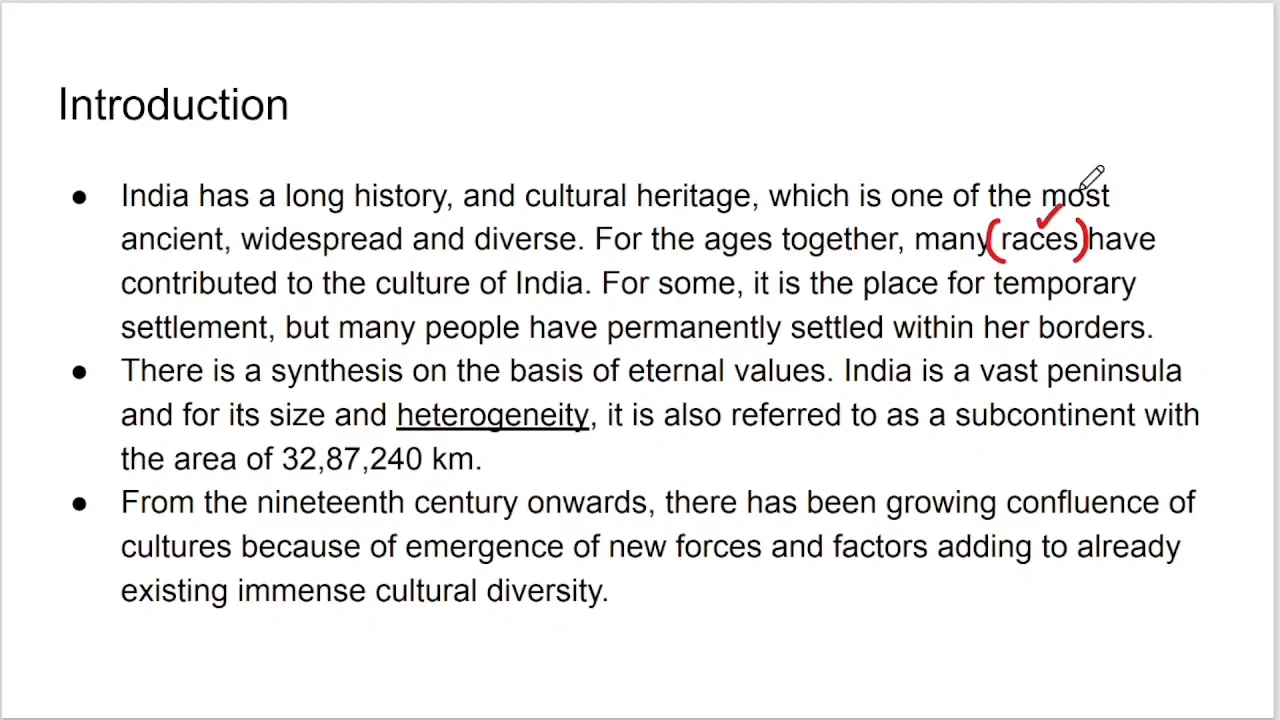 Introduction
● India has a long history, and cultural heritage, which is one of the most
ancient, widespread and diverse. For the ages together, many (races) have
contributed to the culture of India. For some, it is the place for temporary
settlement, but many people have permanently settled within her borders.
● There is a synthesis on the basis of eternal values. India is a vast peninsula
and for its size and heterogeneity, it is also referred to as a subcontinent with
the area of 32,87,240 km.
● From the nineteenth century onwards, there has been growing confluence of
cultures because of emergence of new forces and factors adding to already
existing immense cultural diversity.